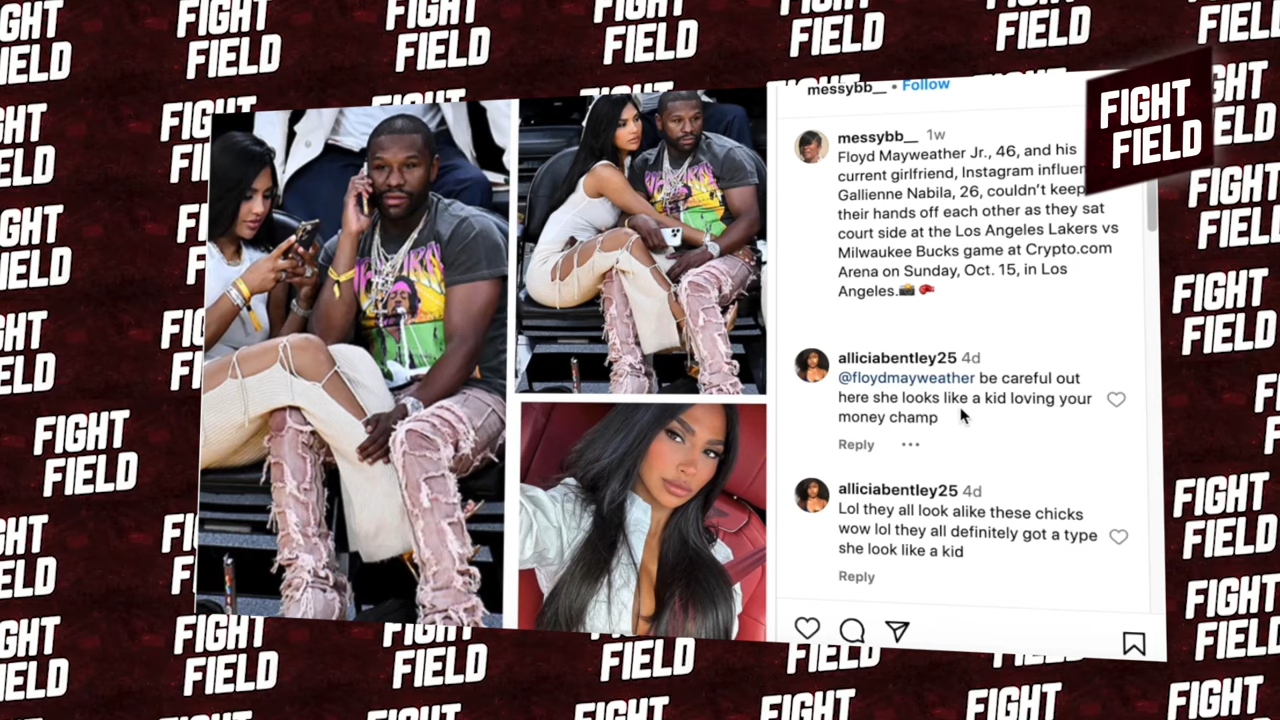 FIGHT
FIELD
messybb__ • Follow
messybb__ 1w
Floyd Mayweather Jr., 46, and his
current girlfriend, Instagram
Gallienne Nabila, 26, couldn't keep
their hands off each other as they sat
court side at the Los Angeles Lakers vs
Milwaukee Bucks game at Crypto.com
Arena on Sunday, Oct. 15, in Los
Angeles.📸🥊
alliciabentley25 4d
@floydmayweather be careful out
here she looks like a kid loving your
money champ
Reply •••
alliciabentley25 4d
Lol they all look alike these chicks
wow lol they all definitely got a type
she look like a kid
Reply